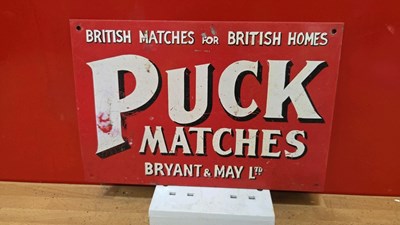 BRITISH MATCHES FOR BRITISH HOMES
PUCK
MATCHES
BRYANT & MAY LTD